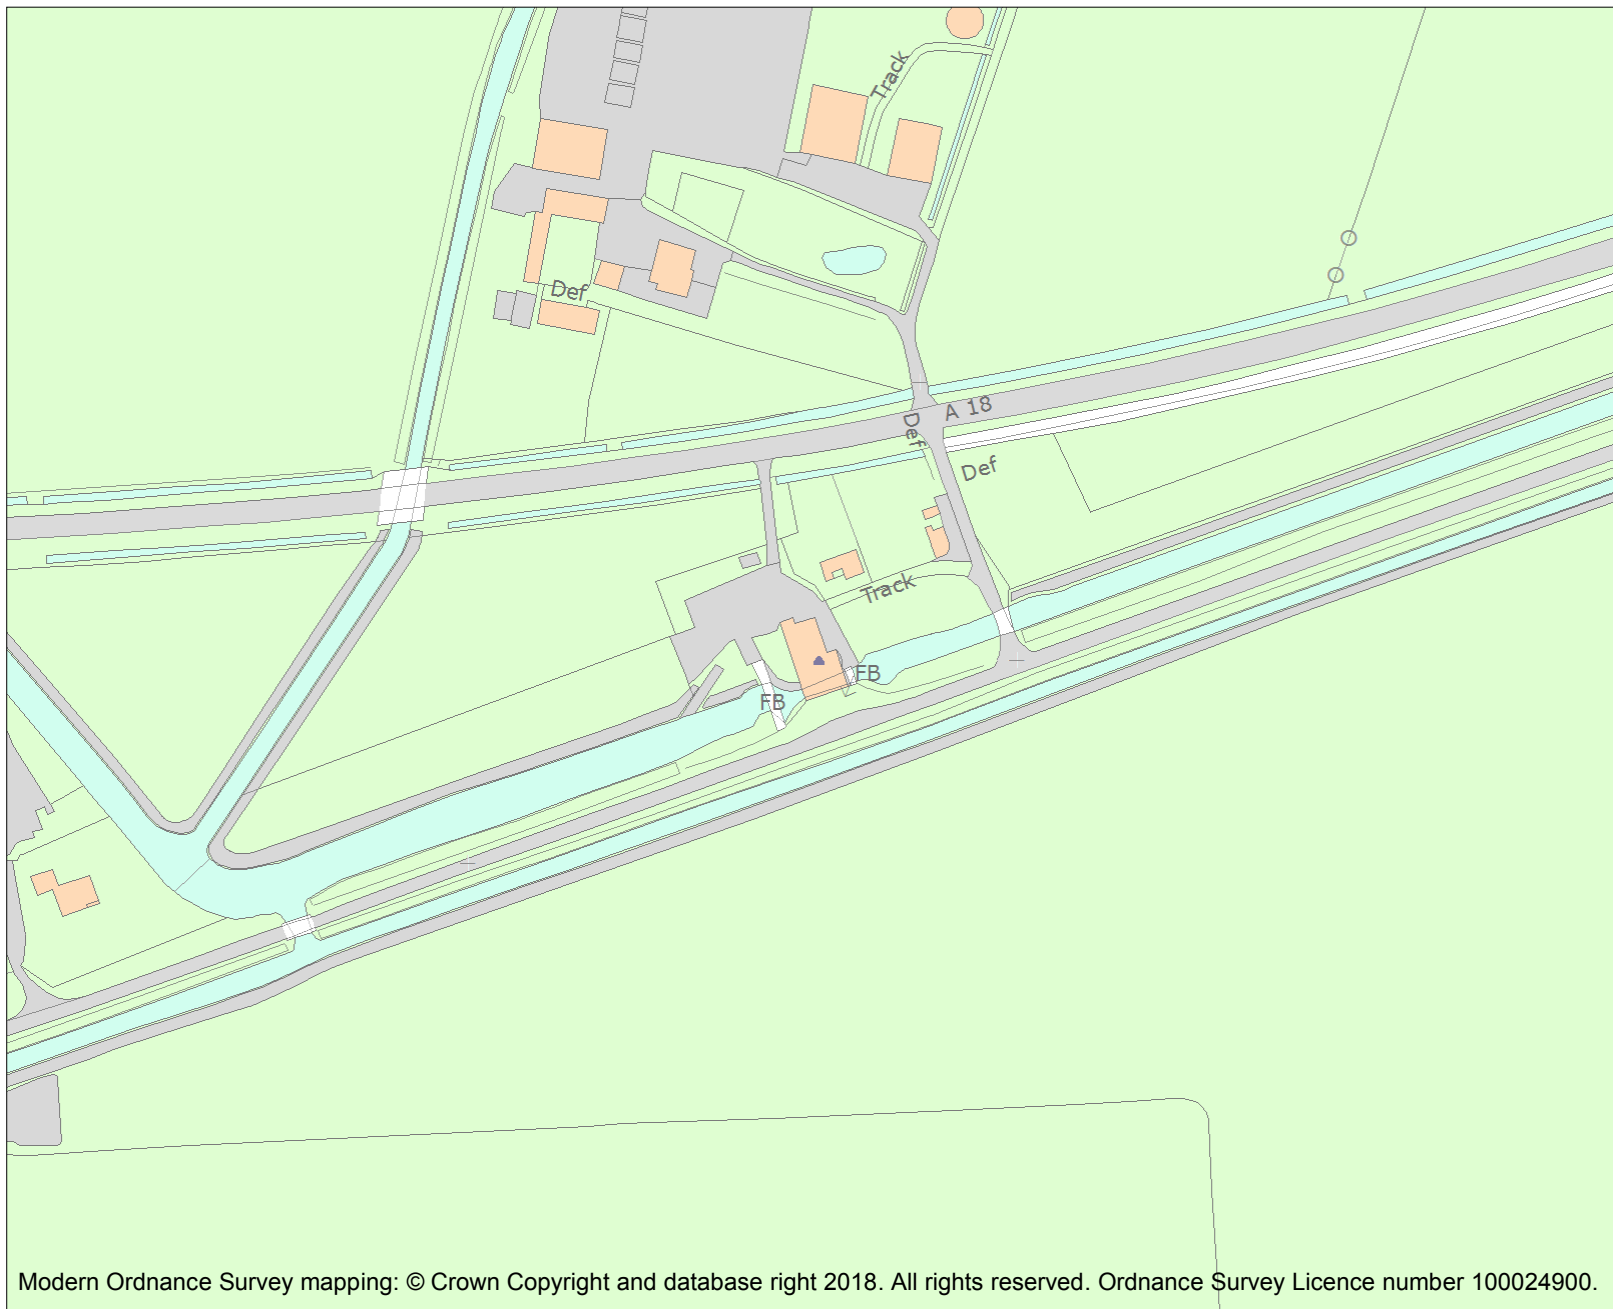 Track
Def
A 18
Def
Def
Track
FB
FB
Modern Ordnance Survey mapping: © Crown Copyright and database right 2018. All rights reserved. Ordnance Survey Licence number 100024900.